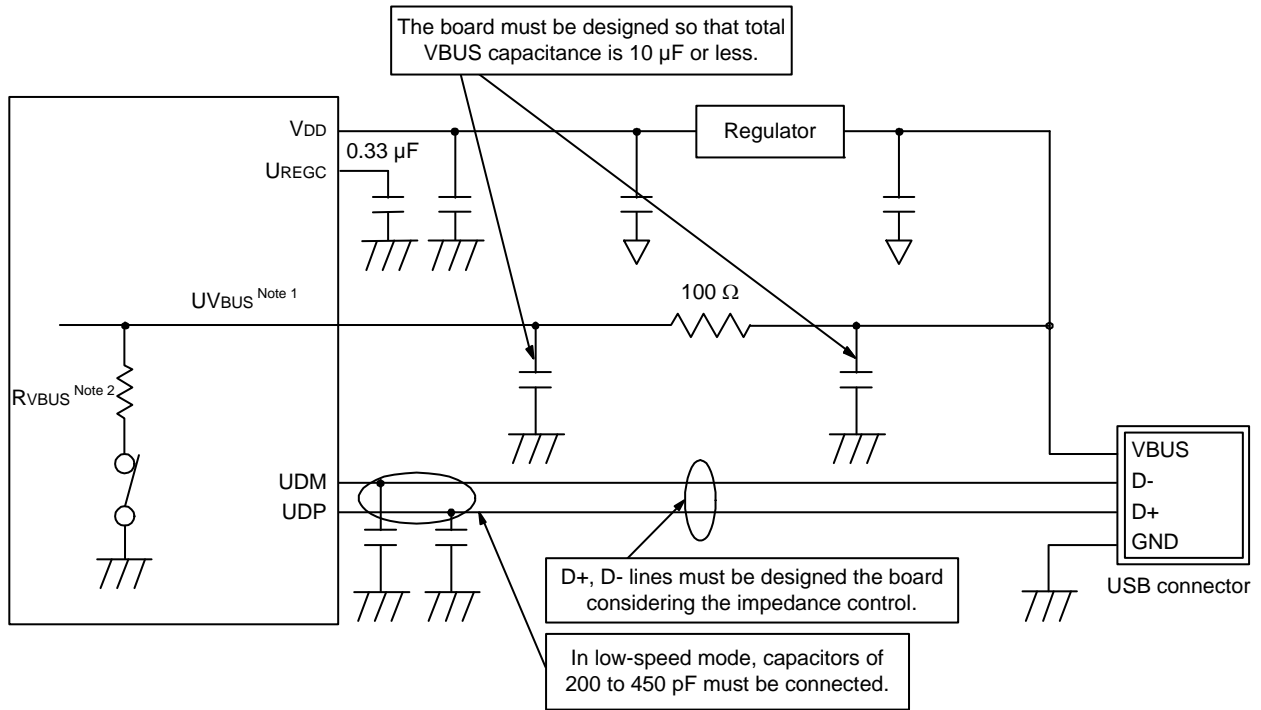 The board must be designed so that total
VBUS capacitance is 10 µF or less.
VDD
Regulator
0.33 µF
UREGC
100 Ω
UVBUS Note 1
RVBUS Note 2
VBUS
UDM
D-
UDP
D+
GND
D+, D- lines must be designed the board
considering the impedance control.
USB connector
In low-speed mode, capacitors of
200 to 450 pF must be connected.